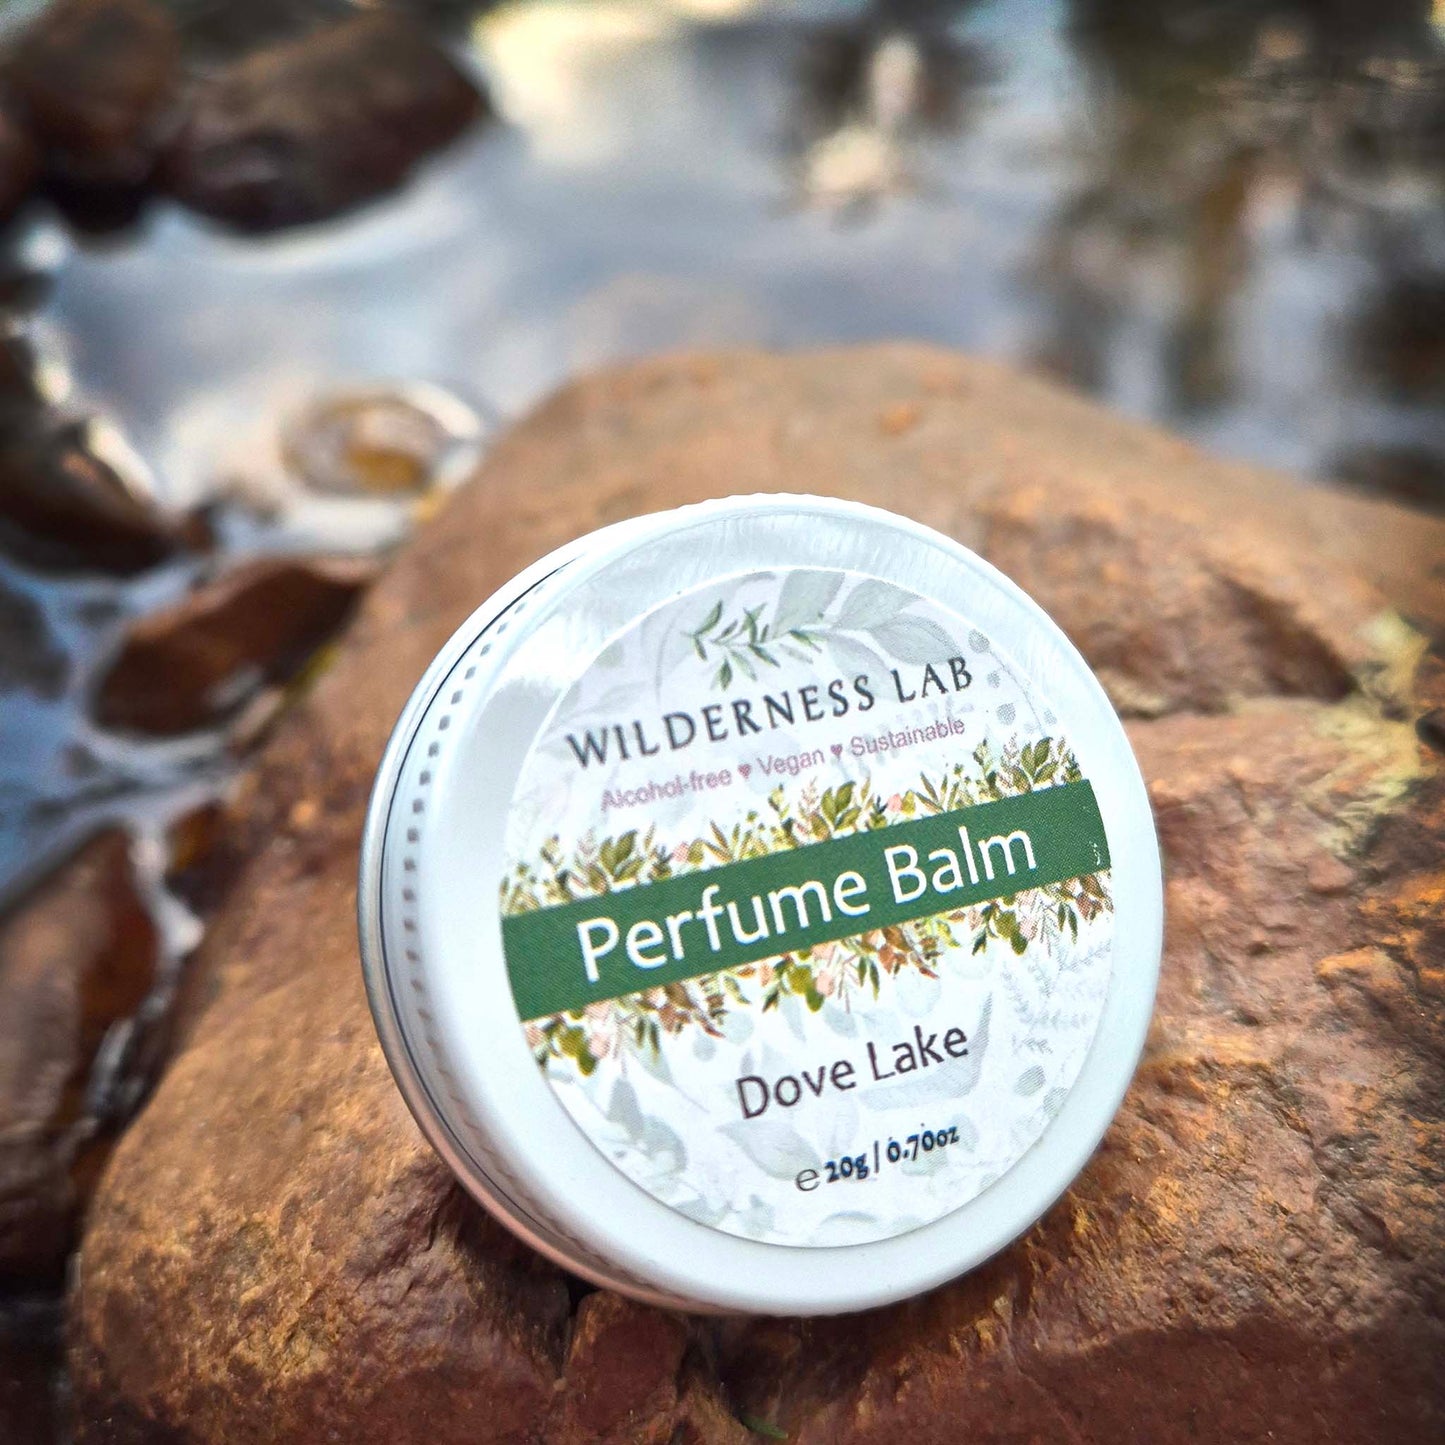 WILDERNESS LAB
Alcohol-free ♥ Vegan ♥ Sustainable
Perfume Balm
Dove Lake
℮ 20g | 0.70oz